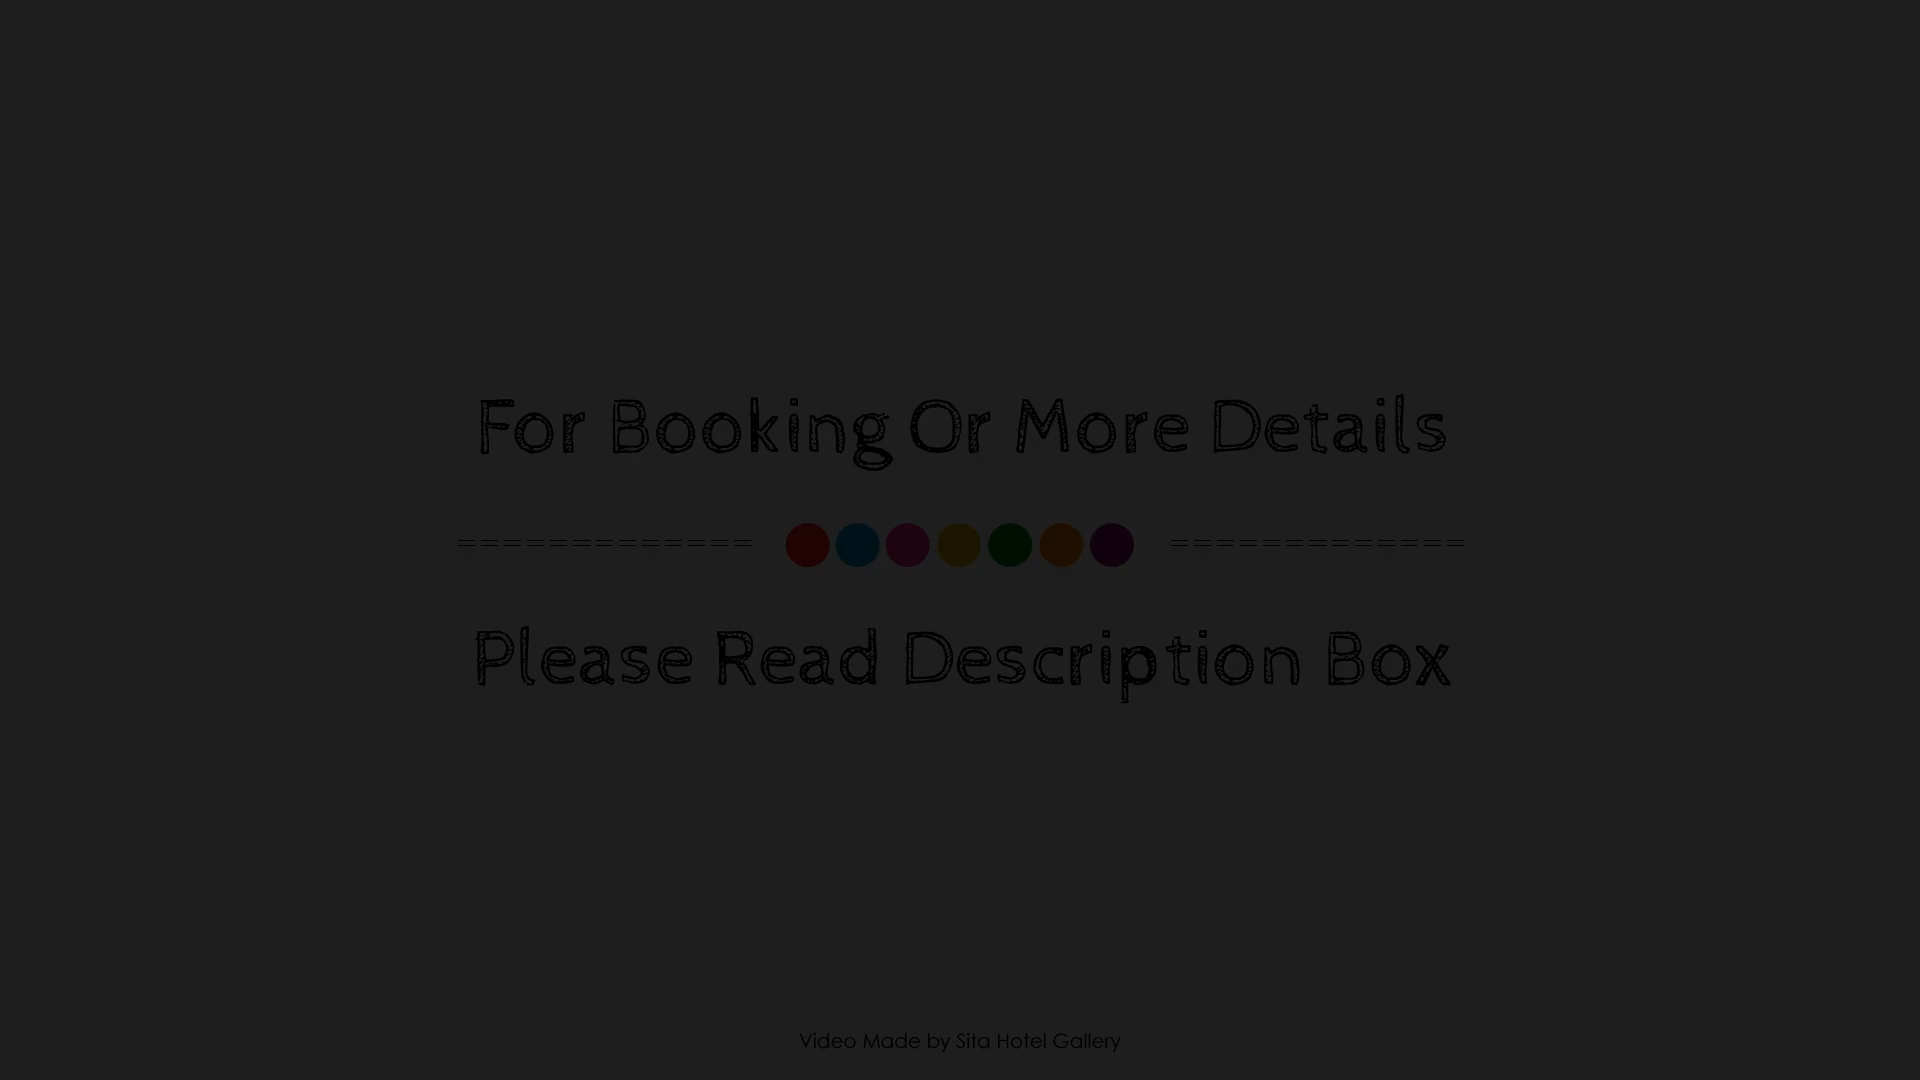 For Booking Or More Details
============= =============
Please Read Description Box
Video Made by Sita Hotel Gallery